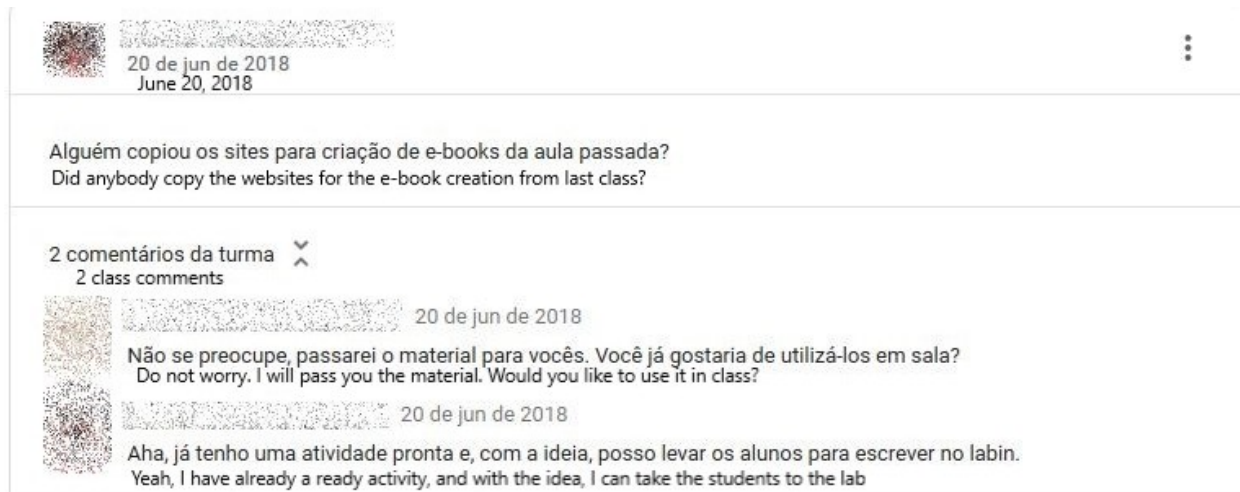 20 de jun de 2018
June 20, 2018
Alguém copiou os sites para criação de e-books da aula passada?
Did anybody copy the websites for the e-book creation from last class?
2 comentários da turma
2 class comments
20 de jun de 2018
Não se preocupe, passarei o material para vocês. Você já gostaria de utilizá-los em sala?
Do not worry. I will pass you the material. Would you like to use it in class?
20 de jun de 2018
Aha, já tenho uma atividade pronta e, com a ideia, posso levar os alunos para escrever no labin.
Yeah, I have already a ready activity, and with the idea, I can take the students to the lab